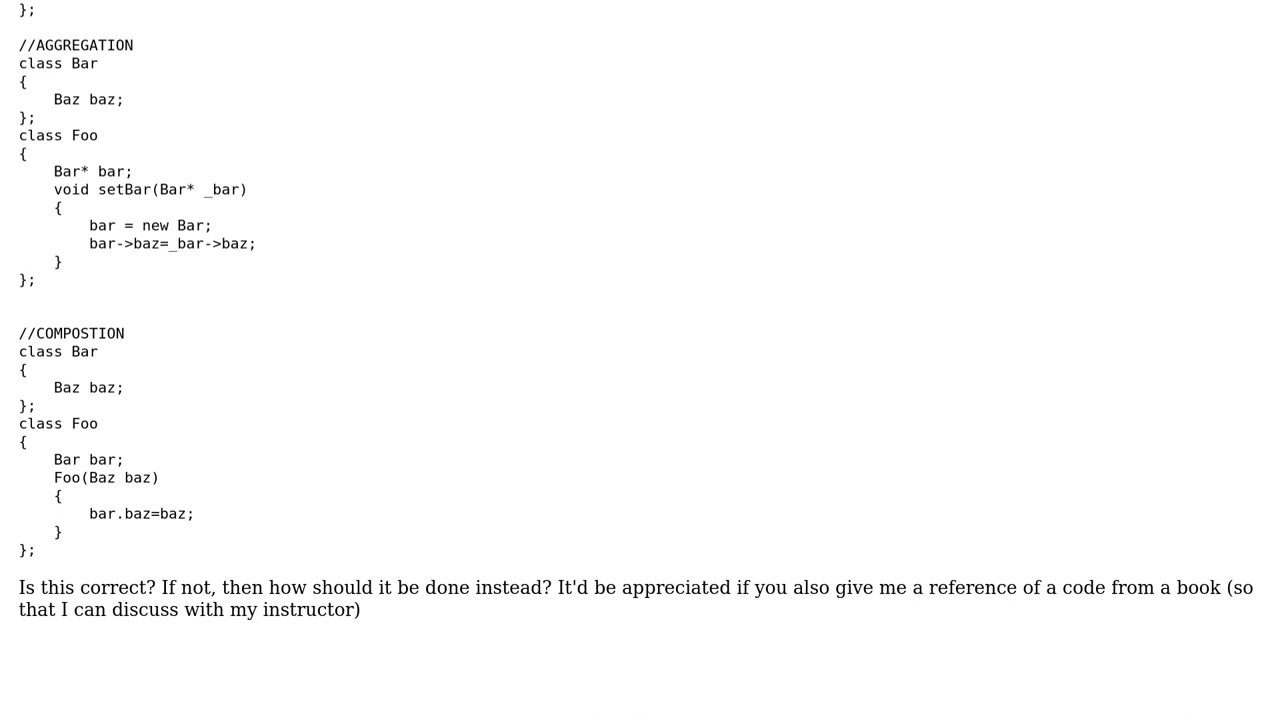 };
//AGGREGATION
class Bar
{
    Baz baz;
};
class Foo
{
    Bar* bar;
    void setBar(Bar* _bar)
    {
        bar = new Bar;
        bar->baz=_bar->baz;
    }
};
//COMPOSTION
class Bar
{
    Baz baz;
};
class Foo
{
    Bar bar;
    Foo(Baz baz)
    {
        bar.baz=baz;
    }
};
Is this correct? If not, then how should it be done instead? It'd be appreciated if you also give me a reference of a code from a book (so
that I can discuss with my instructor)